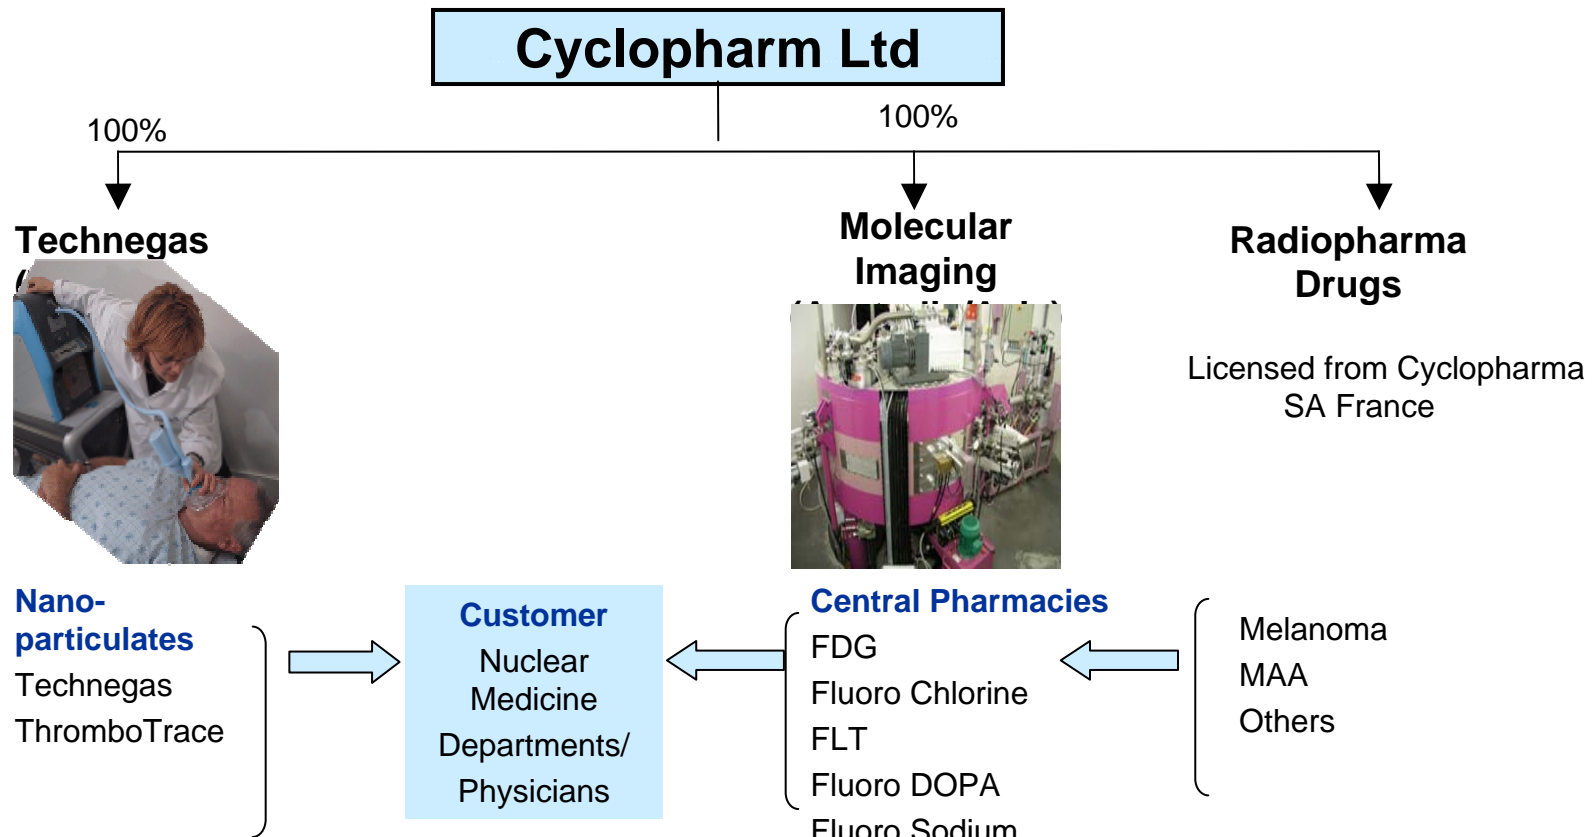 Cyclopharm Ltd
100%
100%
Technegas
Molecular
Imaging
Radiopharma
Drugs
Licensed from Cyclopharma
SA France
Nano-
particulates
Technegas
ThromboTrace
Customer
Nuclear
Medicine
Departments/
Physicians
Central Pharmacies
FDG
Fluoro Chlorine
FLT
Fluoro DOPA
Fluoro Sodium
Melanoma
MAA
Others